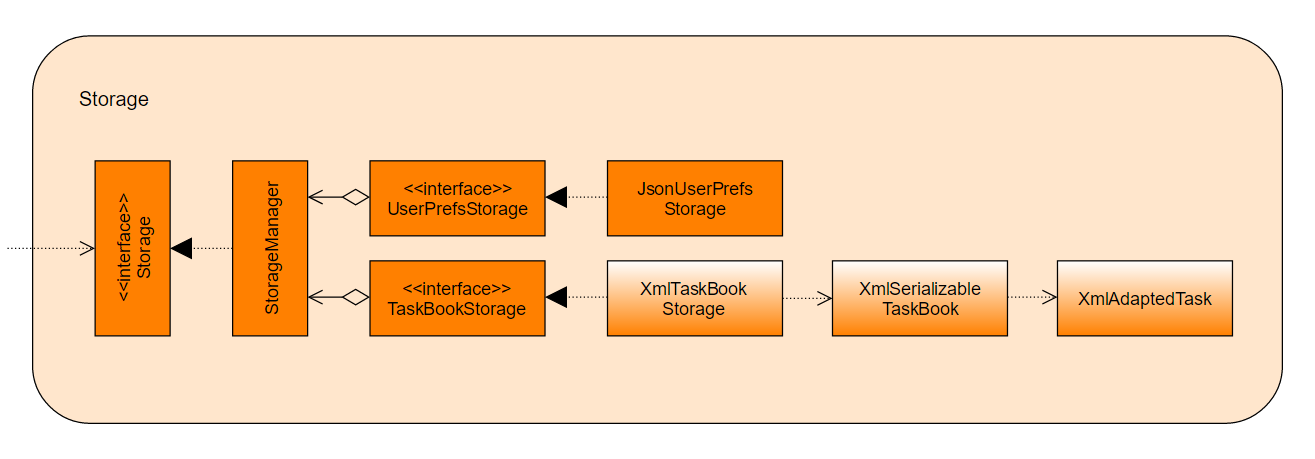 Storage
<<interface>>
Storage
StorageManager
<<interface>>
UserPrefsStorage
JsonUserPrefs
Storage
<<interface>>
TaskBookStorage
XmlTaskBook
Storage
XmlSerializable
TaskBook
XmlAdaptedTask